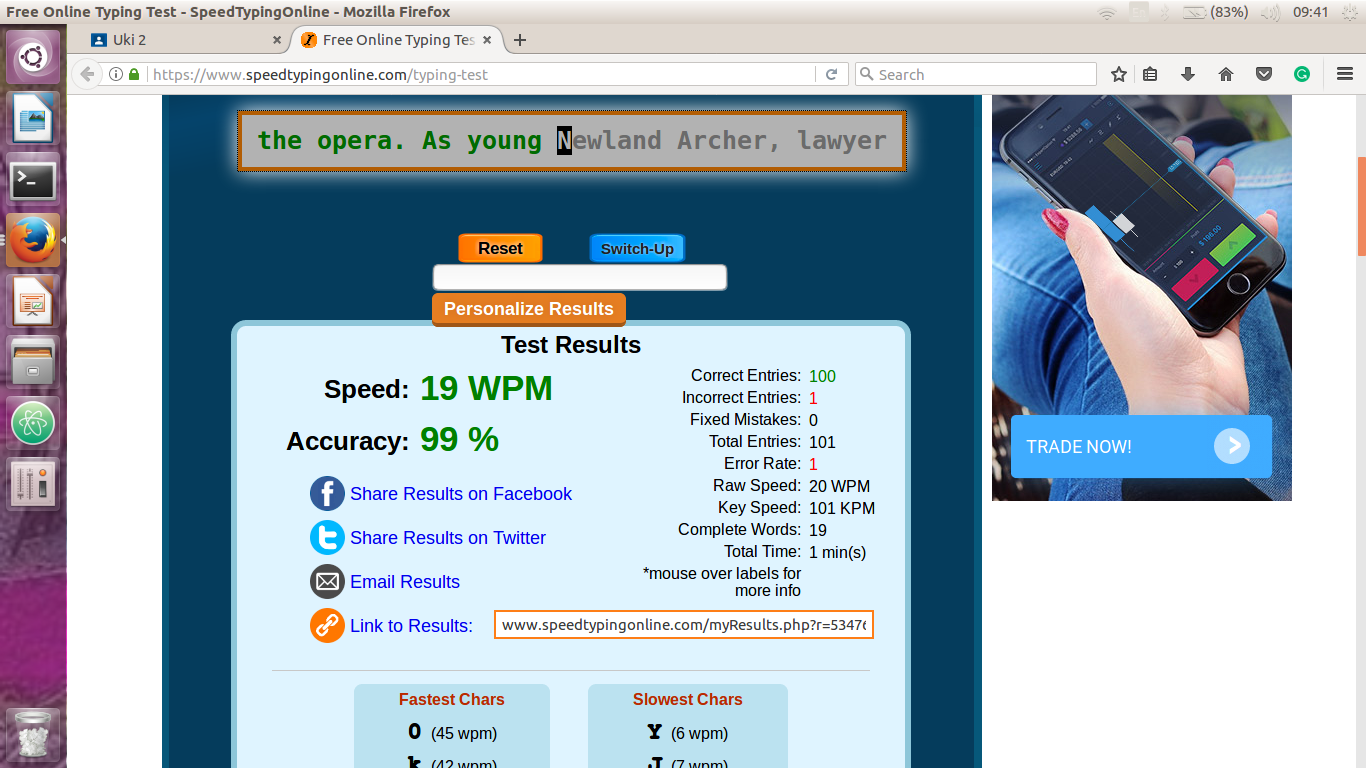 Free Online Typing Test - SpeedTypingOnline - Mozilla Firefox
(83%)
09:41
Uki 2
Free Online Typing Tes
https://www.speedtypingonline.com/typing-test
Search
the opera. As young Newland Archer, lawyer
Reset
Switch-Up
Personalize Results
Test Results
Speed: 19 WPM
Accuracy: 99 %
Share Results on Facebook
Share Results on Twitter
Email Results
Link to Results:
www.speedtypingonline.com/myResults.php?r=53476
Correct Entries: 100
Incorrect Entries: 1
Fixed Mistakes: 0
Total Entries: 101
Error Rate: 1
Raw Speed: 20 WPM
Key Speed: 101 KPM
Complete Words: 19
Total Time: 1 min(s)
*mouse over labels for
more info
Fastest Chars
O (45 wpm)
k (42 wpm)
Slowest Chars
Y (6 wpm)
J (7 wpm)
TRADE NOW!